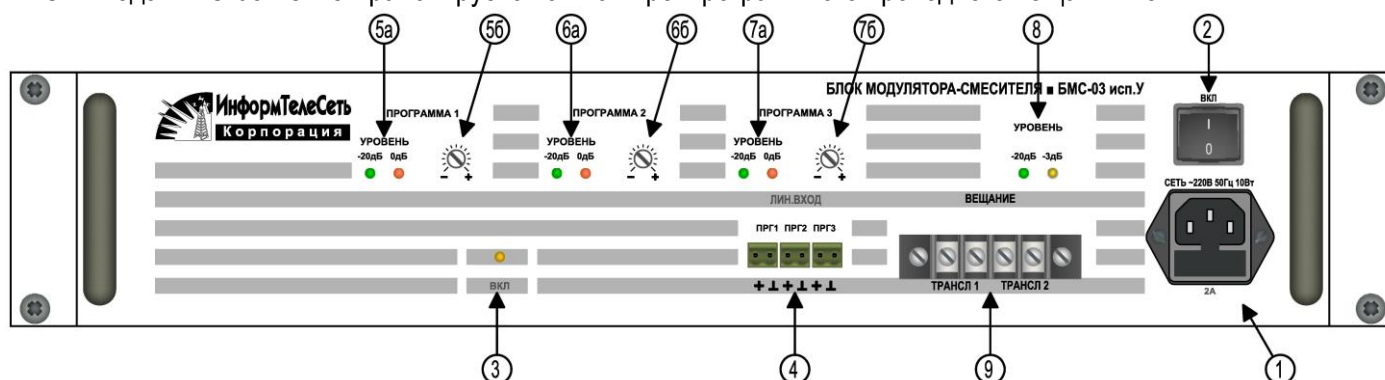 5а 5б 6а 6б 7а 7б 8 2
ИнформТелеСеть
Корпорация
БЛОК МОДУЛЯТОРА-СМЕСИТЕЛЯ ■ БМС-03 исп.У
ПРОГРАММА 1 ПРОГРАММА 2 ПРОГРАММА 3
ВКЛ
УРОВЕНЬ УРОВЕНЬ УРОВЕНЬ УРОВЕНЬ
-20дБ 0дБ -20дБ 0дБ -20дБ 0дБ -20дБ -3дБ
I
0
- + - + - +
СЕТЬ ~220В 50Гц 10Вт
ЛИН.ВХОД ВЕЩАНИЕ
ПРГ1 ПРГ2 ПРГ3
ВКЛ
+ ⊥ + ⊥ + ⊥
ТРАНСЛ 1 ТРАНСЛ 2
2А
3 4 9 1